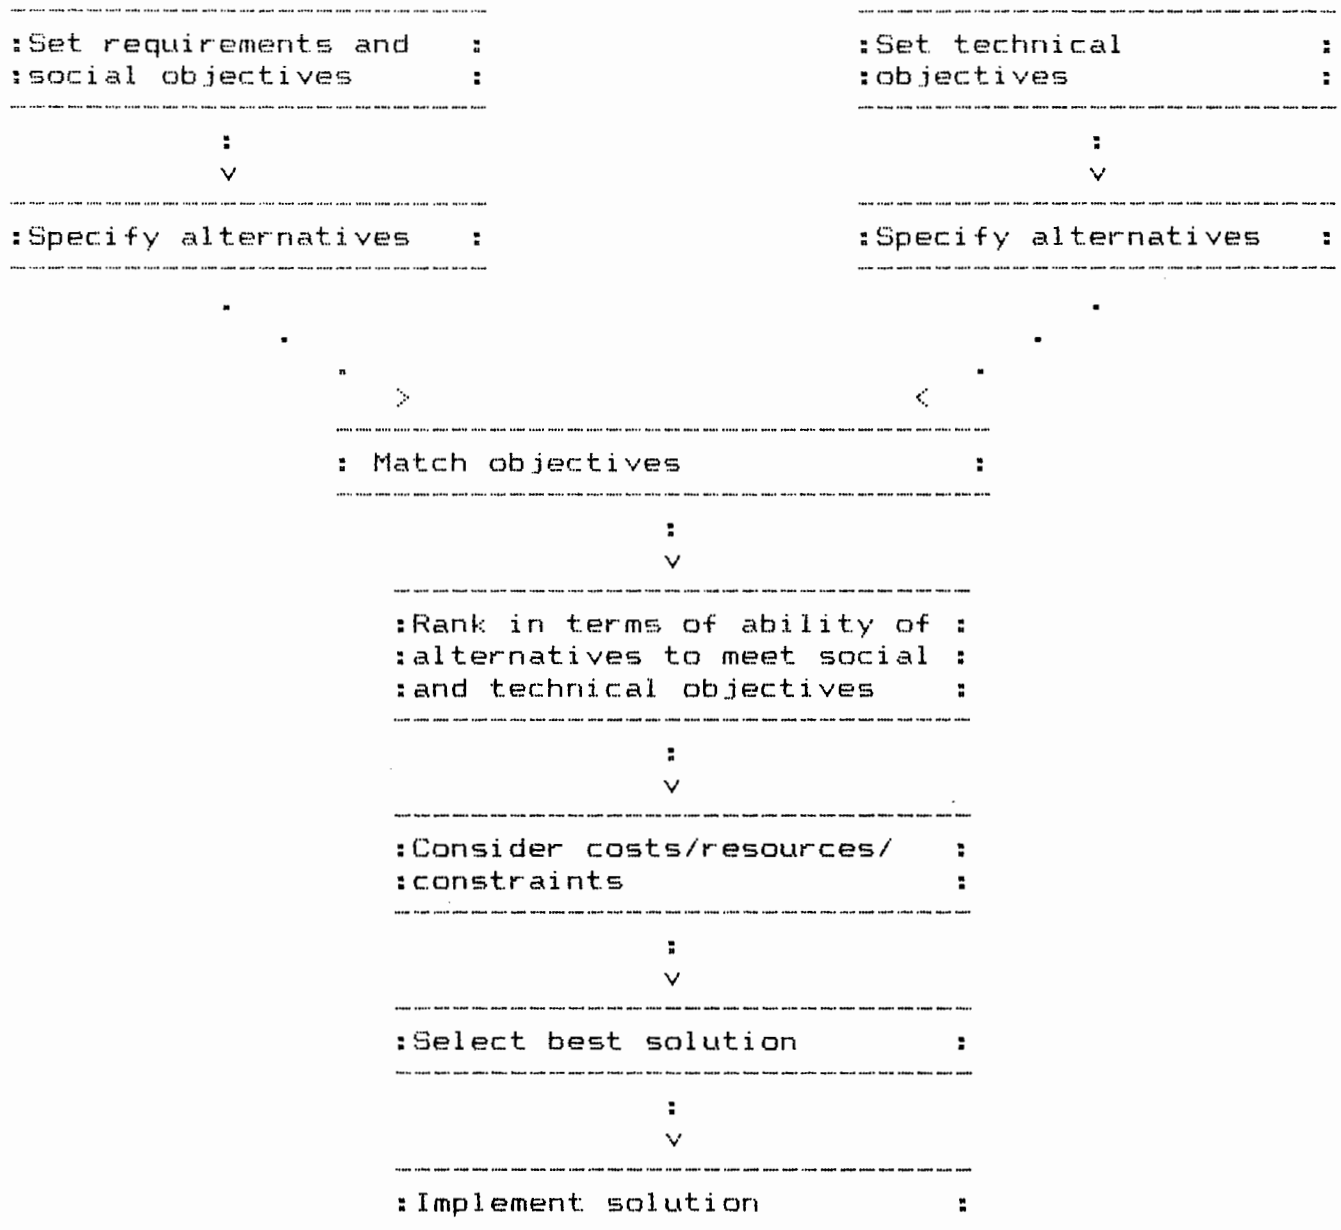 Set requirements and
social objectives
Set technical
objectives
Specify alternatives
Specify alternatives
Match objectives
Rank in terms of ability of
alternatives to meet social
and technical objectives
Consider costs/resources/
constraints
Select best solution
Implement solution